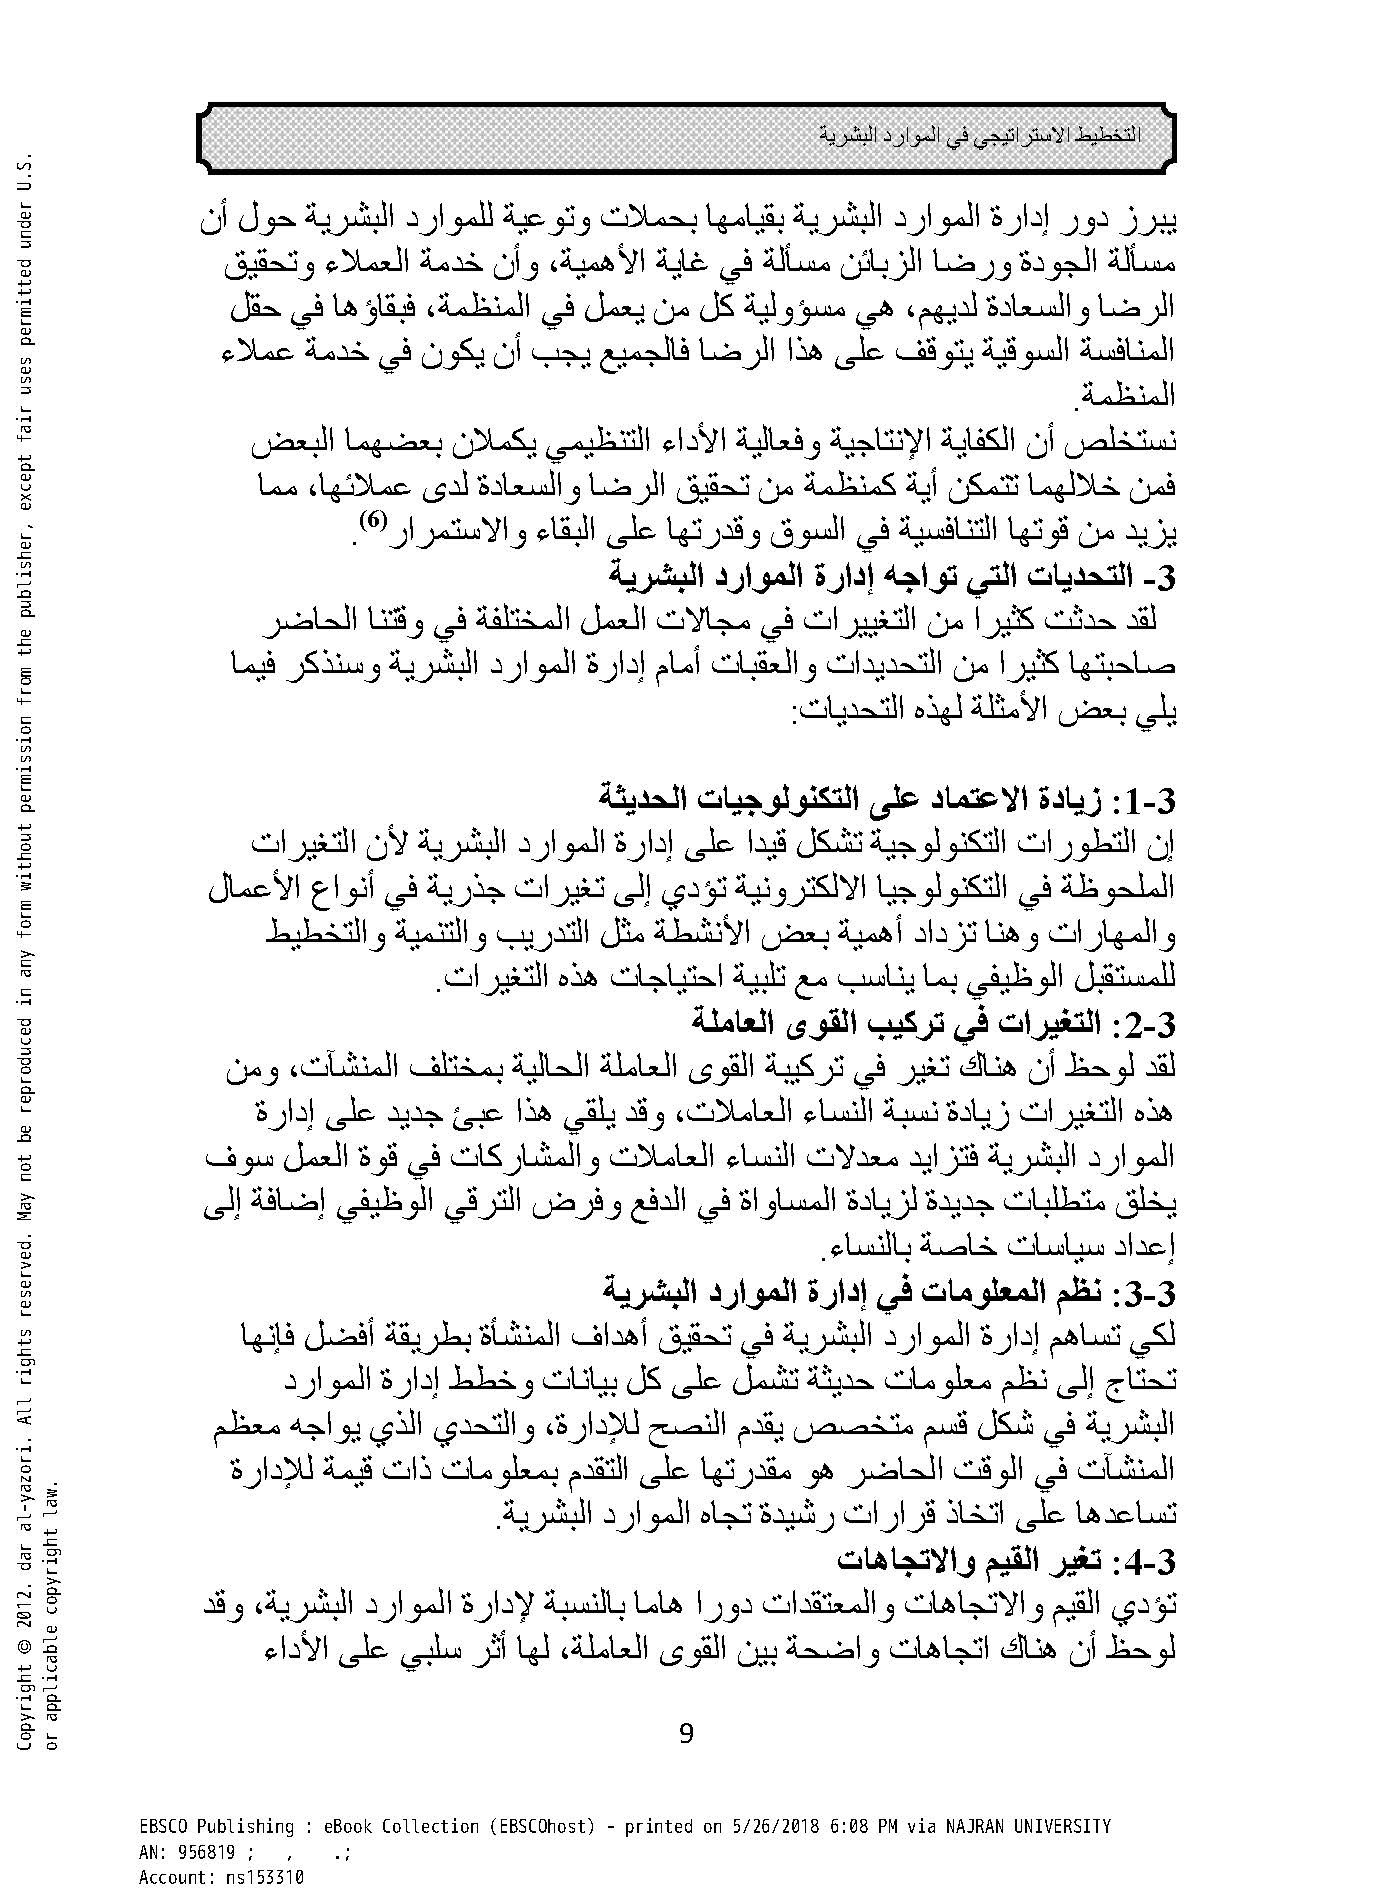 التخطيط الاستراتيجي في الموارد البشرية
يبرز دور إدارة الموارد البشرية بقيامها بحملات وتوعية للموارد البشرية حول أن
مسألة الجودة ورضا الزبائن مسألة في غاية الأهمية، وأن خدمة العملاء وتحقيق
الرضا والسعادة لديهم، هي مسؤولية كل من يعمل في المنظمة، فبقاؤها في حقل
المنافسة السوقية يتوقف على هذا الرضا فالجميع يجب أن يكون في خدمة عملاء
المنظمة.
نستخلص أن الكفاية الإنتاجية وفعالية الأداء التنظيمي يكملان بعضهما البعض
فمن خلالهما تتمكن أية كمنظمة من تحقيق الرضا والسعادة لدى عملائها، مما
يزيد من قوتها التنافسية في السوق وقدرتها على البقاء والاستمرار(6).
3- التحديات التي تواجه إدارة الموارد البشرية
لقد حدثت كثيرا من التغييرات في مجالات العمل المختلفة في وقتنا الحاضر
صاحبتها كثيرا من التحديدات والعقبات أمام إدارة الموارد البشرية وسنذكر فيما
يلي بعض الأمثلة لهذه التحديات:
3-1: زيادة الاعتماد على التكنولوجيات الحديثة
إن التطورات التكنولوجية تشكل قيدا على إدارة الموارد البشرية لأن التغيرات
الملحوظة في التكنولوجيا الالكترونية تؤدي إلى تغيرات جذرية في أنواع الأعمال
والمهارات وهنا تزداد أهمية بعض الأنشطة مثل التدريب والتنمية والتخطيط
للمستقبل الوظيفي بما يناسب مع تلبية احتياجات هذه التغيرات.
3-2: التغيرات في تركيب القوى العاملة
لقد لوحظ أن هناك تغير في تركيبة القوى العاملة الحالية بمختلف المنشآت، ومن
هذه التغيرات زيادة نسبة النساء العاملات، وقد يلقي هذا عبئ جديد على إدارة
الموارد البشرية فتزايد معدلات النساء العاملات والمشاركات في قوة العمل سوف
يخلق متطلبات جديدة لزيادة المساواة في الدفع وفرض الترقي الوظيفي إضافة إلى
إعداد سياسات خاصة بالنساء.
3-3: نظم المعلومات في إدارة الموارد البشرية
لكي تساهم إدارة الموارد البشرية في تحقيق أهداف المنشأة بطريقة أفضل فإنها
تحتاج إلى نظم معلومات حديثة تشمل على كل بيانات وخطط إدارة الموارد
البشرية في شكل قسم متخصص يقدم النصح للإدارة، والتحدي الذي يواجه معظم
المنشآت في الوقت الحاضر هو مقدرتها على التقدم بمعلومات ذات قيمة للإدارة
تساعدها على اتخاذ قرارات رشيدة تجاه الموارد البشرية.
3-4: تغير القيم والاتجاهات
تؤدي القيم والاتجاهات والمعتقدات دورا هاما بالنسبة لإدارة الموارد البشرية، وقد
لوحظ أن هناك اتجاهات واضحة بين القوى العاملة، لها أثر سلبي على الأداء
9
Copyright © 2012. dar al-yazori. All rights reserved. May not be reproduced in any form without permission from the publisher, except fair uses permitted under U.S.
or applicable copyright law.
EBSCO Publishing : eBook Collection (EBSCOhost) - printed on 5/26/2018 6:08 PM via NAJRAN UNIVERSITY
AN: 956819 ; , .;
Account: ns153310